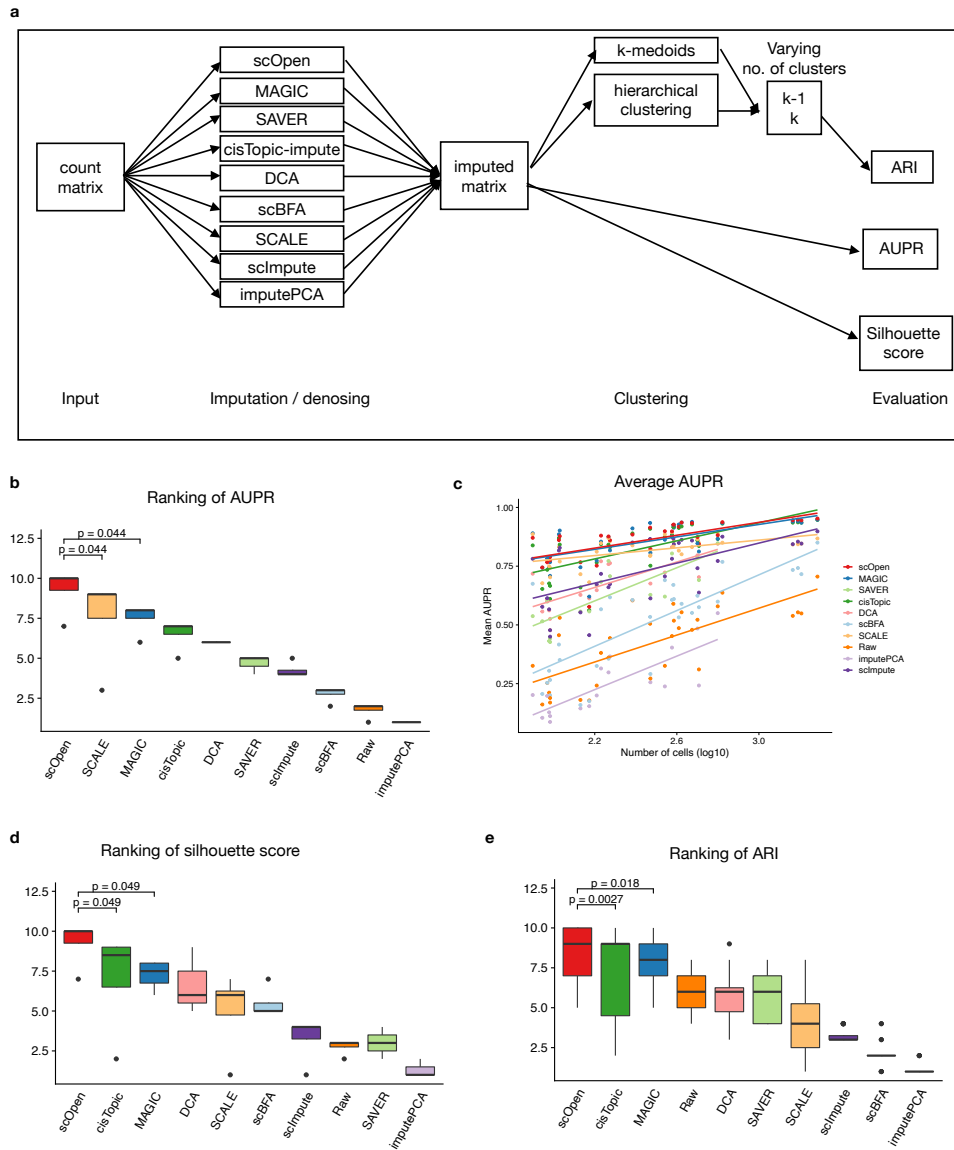 a
count
matrix
scOpen
MAGIC
SAVER
cisTopic-impute
DCA
scBFA
SCALE
scImpute
imputePCA
imputed
matrix
k-medoids
hierarchical
clustering
Varying
no. of clusters
k-1
k
ARI
AUPR
Silhouette
score
Input
Imputation / denosing
Clustering
Evaluation
b
Ranking of AUPR
12.5
10.0
7.5
5.0
2.5
p = 0.044
p = 0.044
scOpen
SCALE
MAGIC
cisTopic
DCA
SAVER
scImpute
scBFA
Raw
imputePCA
c
Average AUPR
Mean AUPR
1.00
0.75
0.50
0.25
2.2
2.6
3.0
Number of cells (log10)
scOpen
MAGIC
SAVER
cisTopic
DCA
scBFA
SCALE
Raw
imputePCA
scImpute
d
Ranking of silhouette score
12.5
10.0
7.5
5.0
2.5
p = 0.049
p = 0.049
scOpen
cisTopic
MAGIC
DCA
SCALE
scBFA
scImpute
Raw
SAVER
imputePCA
e
Ranking of ARI
12.5
10.0
7.5
5.0
2.5
p = 0.018
p = 0.0027
scOpen
cisTopic
MAGIC
Raw
DCA
SAVER
SCALE
scImpute
scBFA
imputePCA